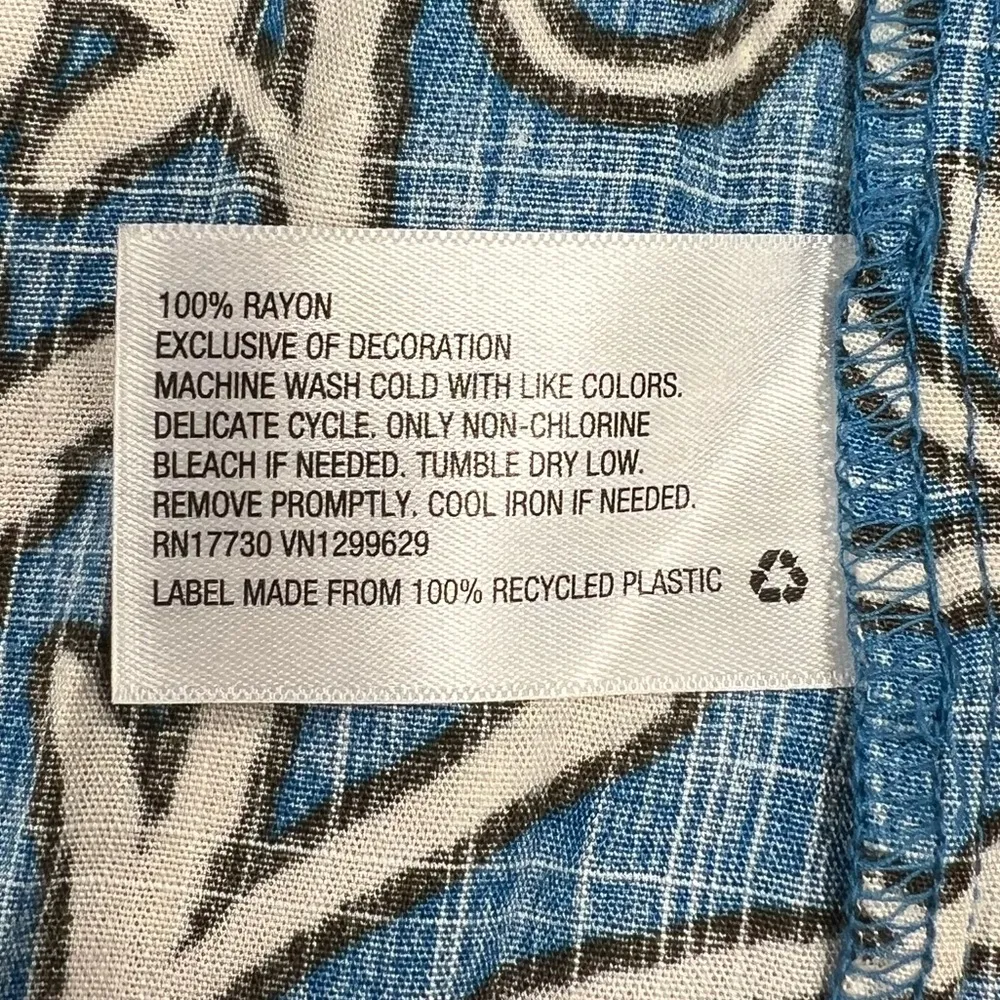 100% RAYON
EXCLUSIVE OF DECORATION
MACHINE WASH COLD WITH LIKE COLORS.
DELICATE CYCLE. ONLY NON-CHLORINE
BLEACH IF NEEDED. TUMBLE DRY LOW.
REMOVE PROMPTLY. COOL IRON IF NEEDED.
RN17730 VN1299629
LABEL MADE FROM 100% RECYCLED PLASTIC